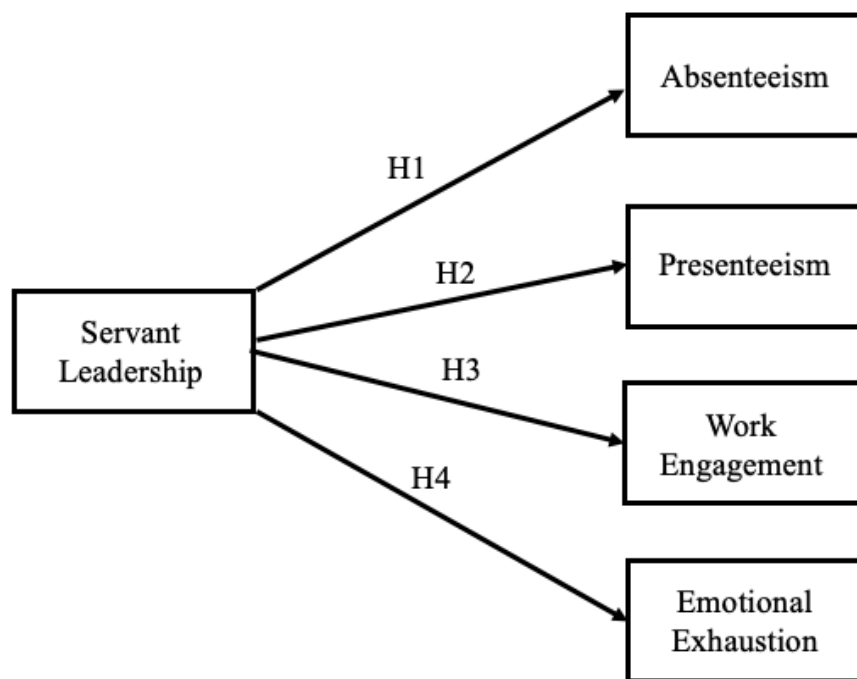 Absenteeism
H1
Presenteeism
H2
Servant
Leadership
H3
Work
Engagement
H4
Emotional
Exhaustion